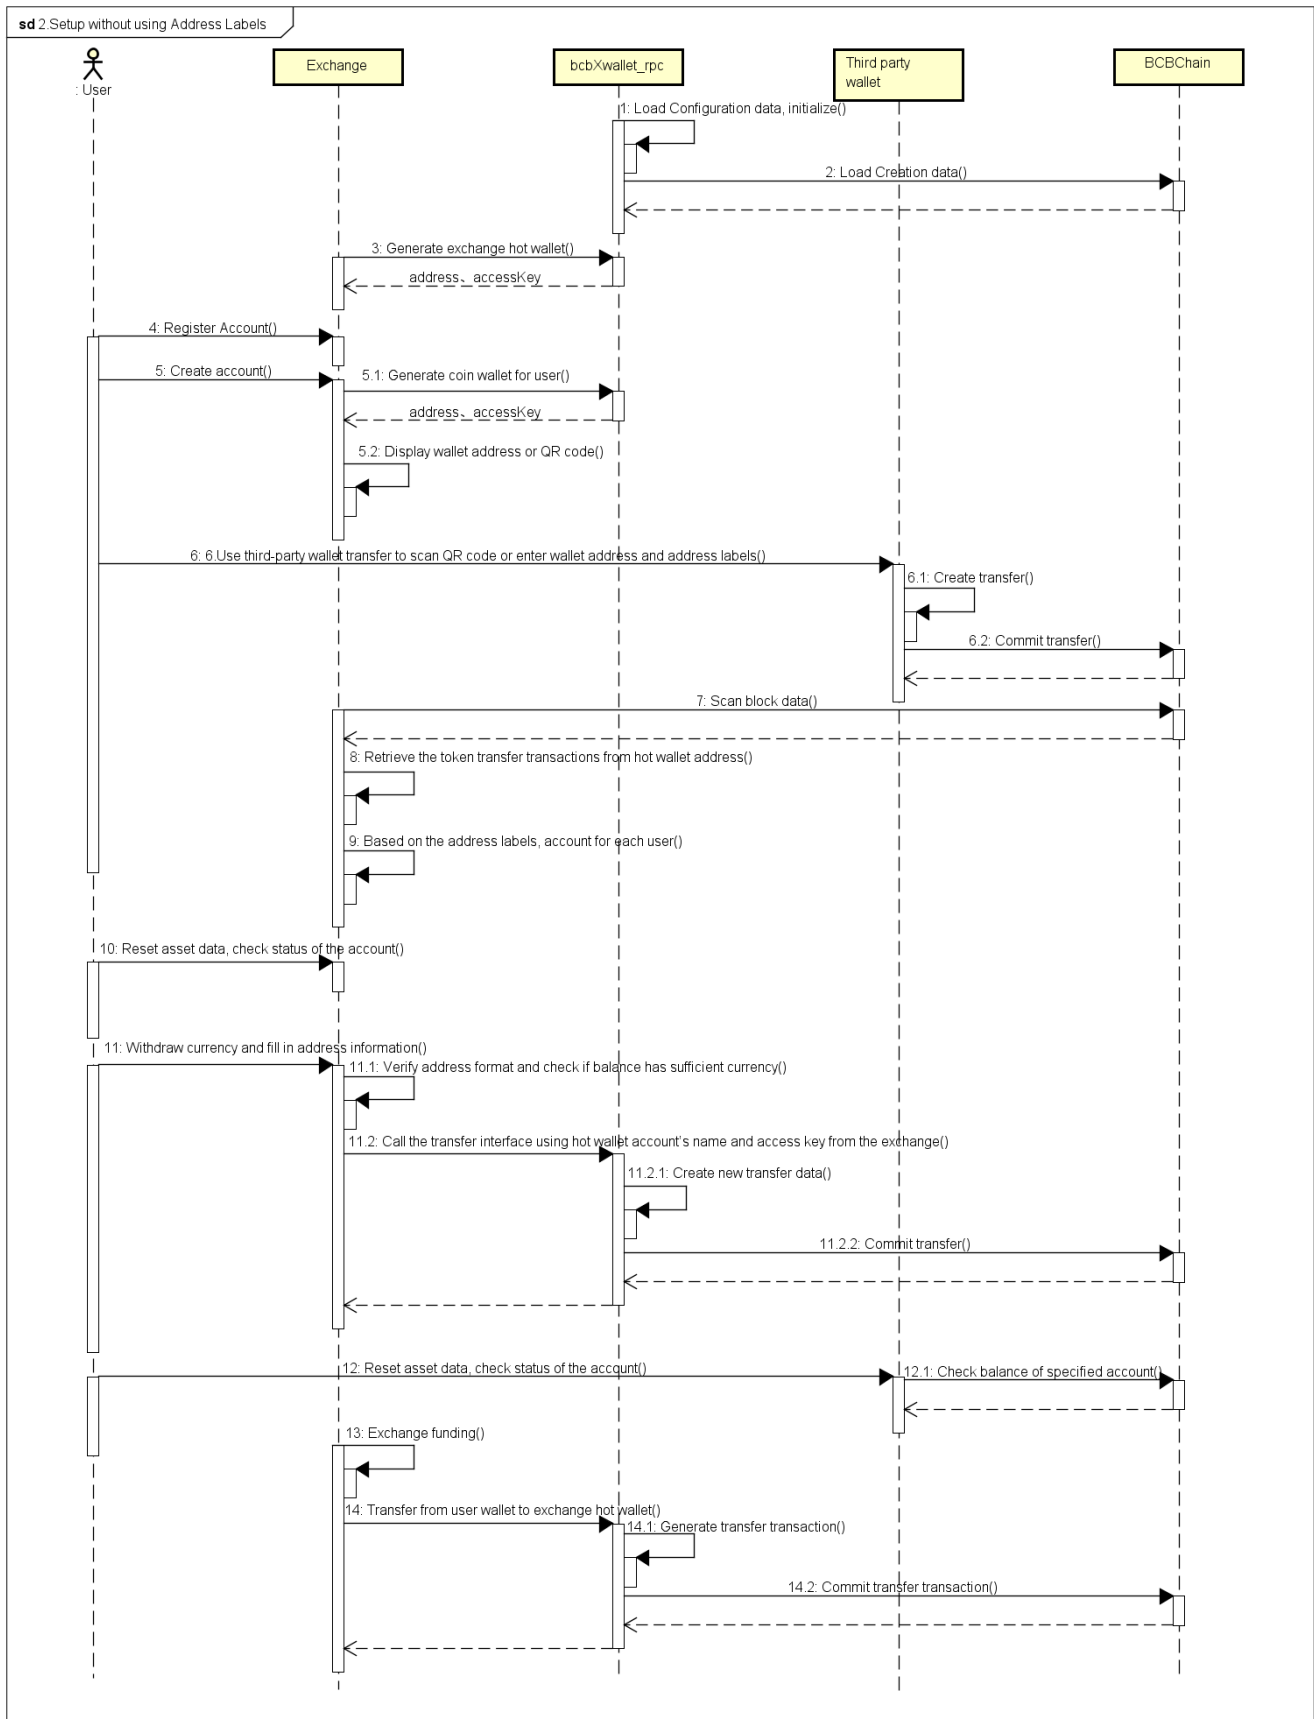 sd 2.Setup without using Address Labels
: User
Exchange
bcbXwallet_rpc
Third party
wallet
BCBChain
1: Load Configuration data, initialize()
2: Load Creation data()
3: Generate exchange hot wallet()
address、accessKey
4: Register Account()
5: Create account()
5.1: Generate coin wallet for user()
address、accessKey
5.2: Display wallet address or QR code()
6: 6.Use third-party wallet transfer to scan QR code or enter wallet address and address labels()
6.1: Create transfer()
6.2: Commit transfer()
7: Scan block data()
8: Retrieve the token transfer transactions from hot wallet address()
9: Based on the address labels, account for each user()
10: Reset asset data, check status of the account()
11: Withdraw currency and fill in address information()
11.1: Verify address format and check if balance has sufficient currency()
11.2: Call the transfer interface using hot wallet account's name and access key from the exchange()
11.2.1: Create new transfer data()
11.2.2: Commit transfer()
12: Reset asset data, check status of the account()
12.1: Check balance of specified account()
13: Exchange funding()
14: Transfer from user wallet to exchange hot wallet()
14.1: Generate transfer transaction()
14.2: Commit transfer transaction()